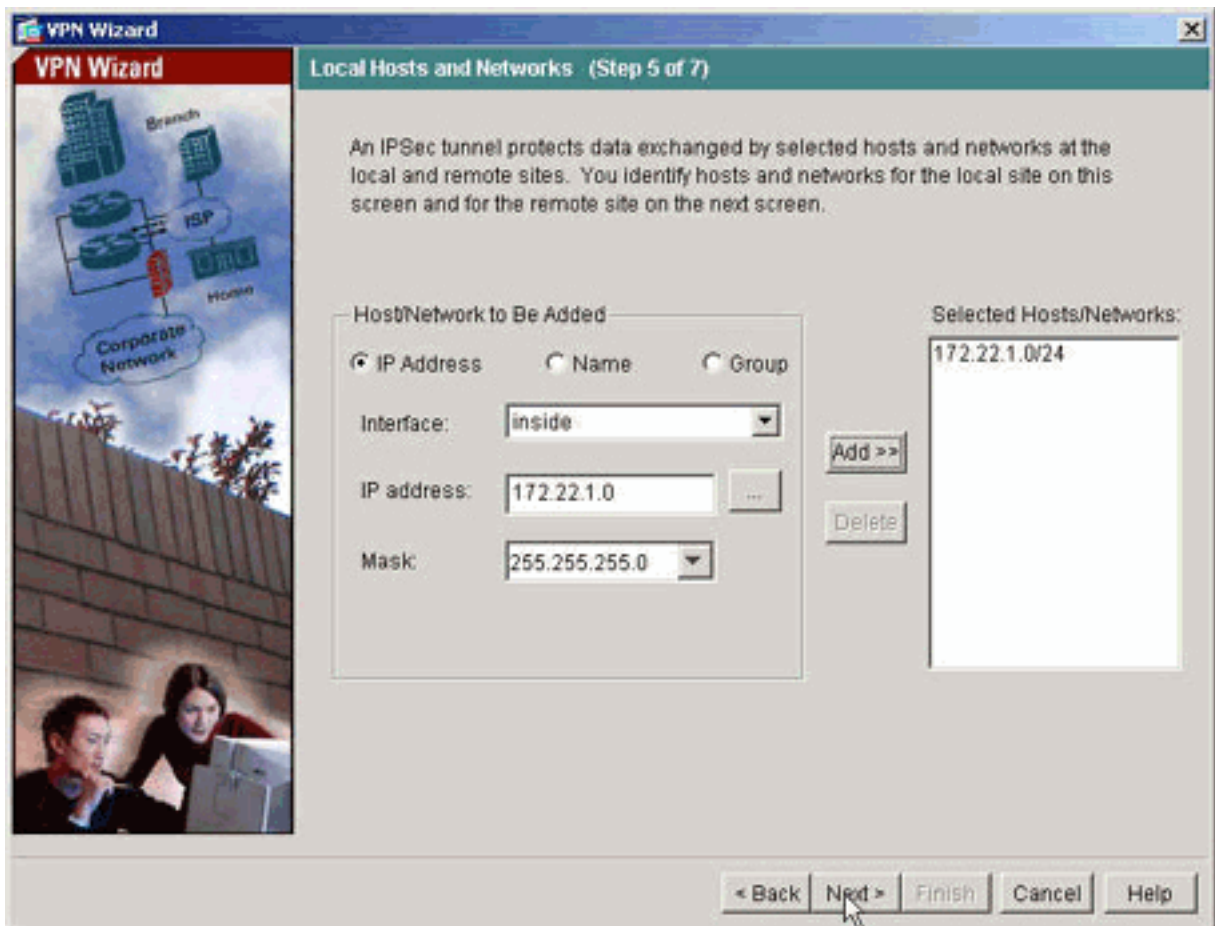 VPN Wizard
VPN Wizard
Local Hosts and Networks (Step 5 of 7)
Branch
ISP
Home
Corporate
Network
An IPSec tunnel protects data exchanged by selected hosts and networks at the
local and remote sites. You identify hosts and networks for the local site on this
screen and for the remote site on the next screen.
Host/Network to Be Added
IP Address Name Group
Interface: inside
IP address: 172.22.1.0 ...
Mask: 255.255.255.0
Add >>
Delete
Selected Hosts/Networks:
172.22.1.0/24
< Back Next > Finish Cancel Help